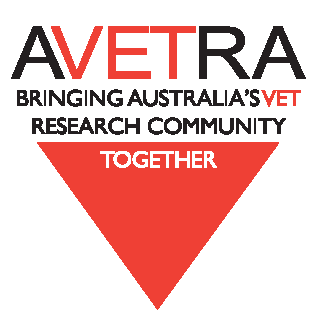 AVETRA
BRINGING AUSTRALIA'S VET
RESEARCH COMMUNITY
TOGETHER